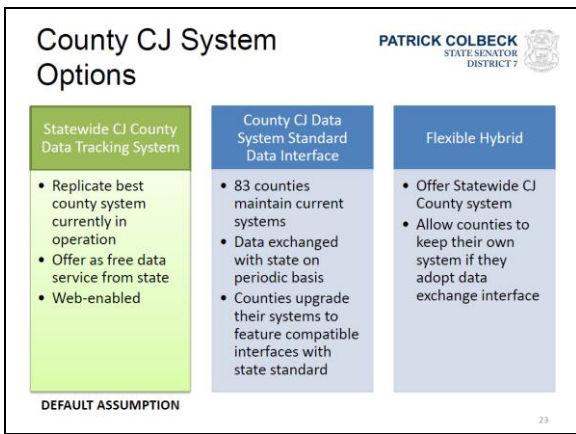 County CJ System
Options
PATRICK COLBECK
STATE SENATOR
DISTRICT 7
Statewide CJ County
Data Tracking System
• Replicate best
county system
currently in
operation
• Offer as free data
service from state
• Web-enabled
DEFAULT ASSUMPTION
County CJ Data
System Standard
Data Interface
• 83 counties
maintain current
systems
• Data exchanged
with state on
periodic basis
• Counties upgrade
their systems to
feature compatible
interfaces with
state standard
Flexible Hybrid
• Offer Statewide CJ
County system
• Allow counties to
keep their own
system if they
adopt data
exchange interface
23